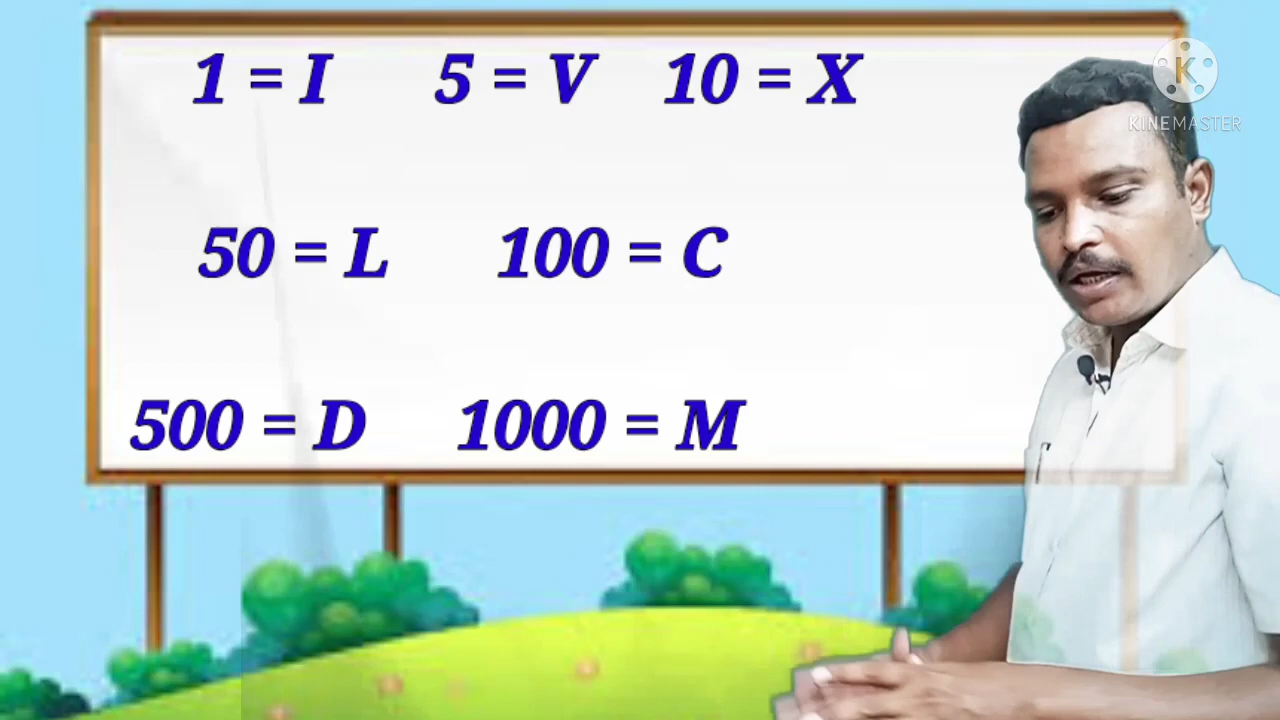 1 = I 5 = V 10 = X
K
KINEMASTER
50 = L 100 = C
500 = D 1000 = M